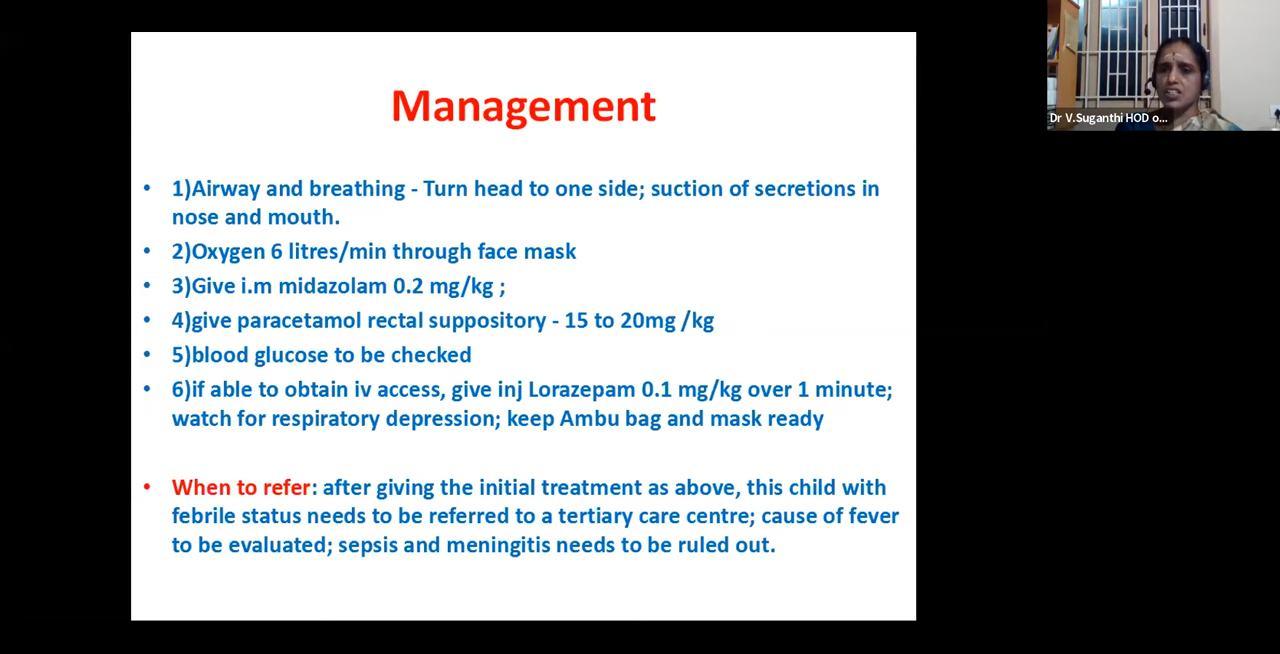 Management
• 1)Airway and breathing - Turn head to one side; suction of secretions in
nose and mouth.
• 2)Oxygen 6 litres/min through face mask
• 3)Give i.m midazolam 0.2 mg/kg ;
• 4)give paracetamol rectal suppository - 15 to 20mg /kg
• 5)blood glucose to be checked
• 6)if able to obtain iv access, give inj Lorazepam 0.1 mg/kg over 1 minute;
watch for respiratory depression; keep Ambu bag and mask ready
• When to refer: after giving the initial treatment as above, this child with
febrile status needs to be referred to a tertiary care centre; cause of fever
to be evaluated; sepsis and meningitis needs to be ruled out.
Dr V.Suganthi HOD o...